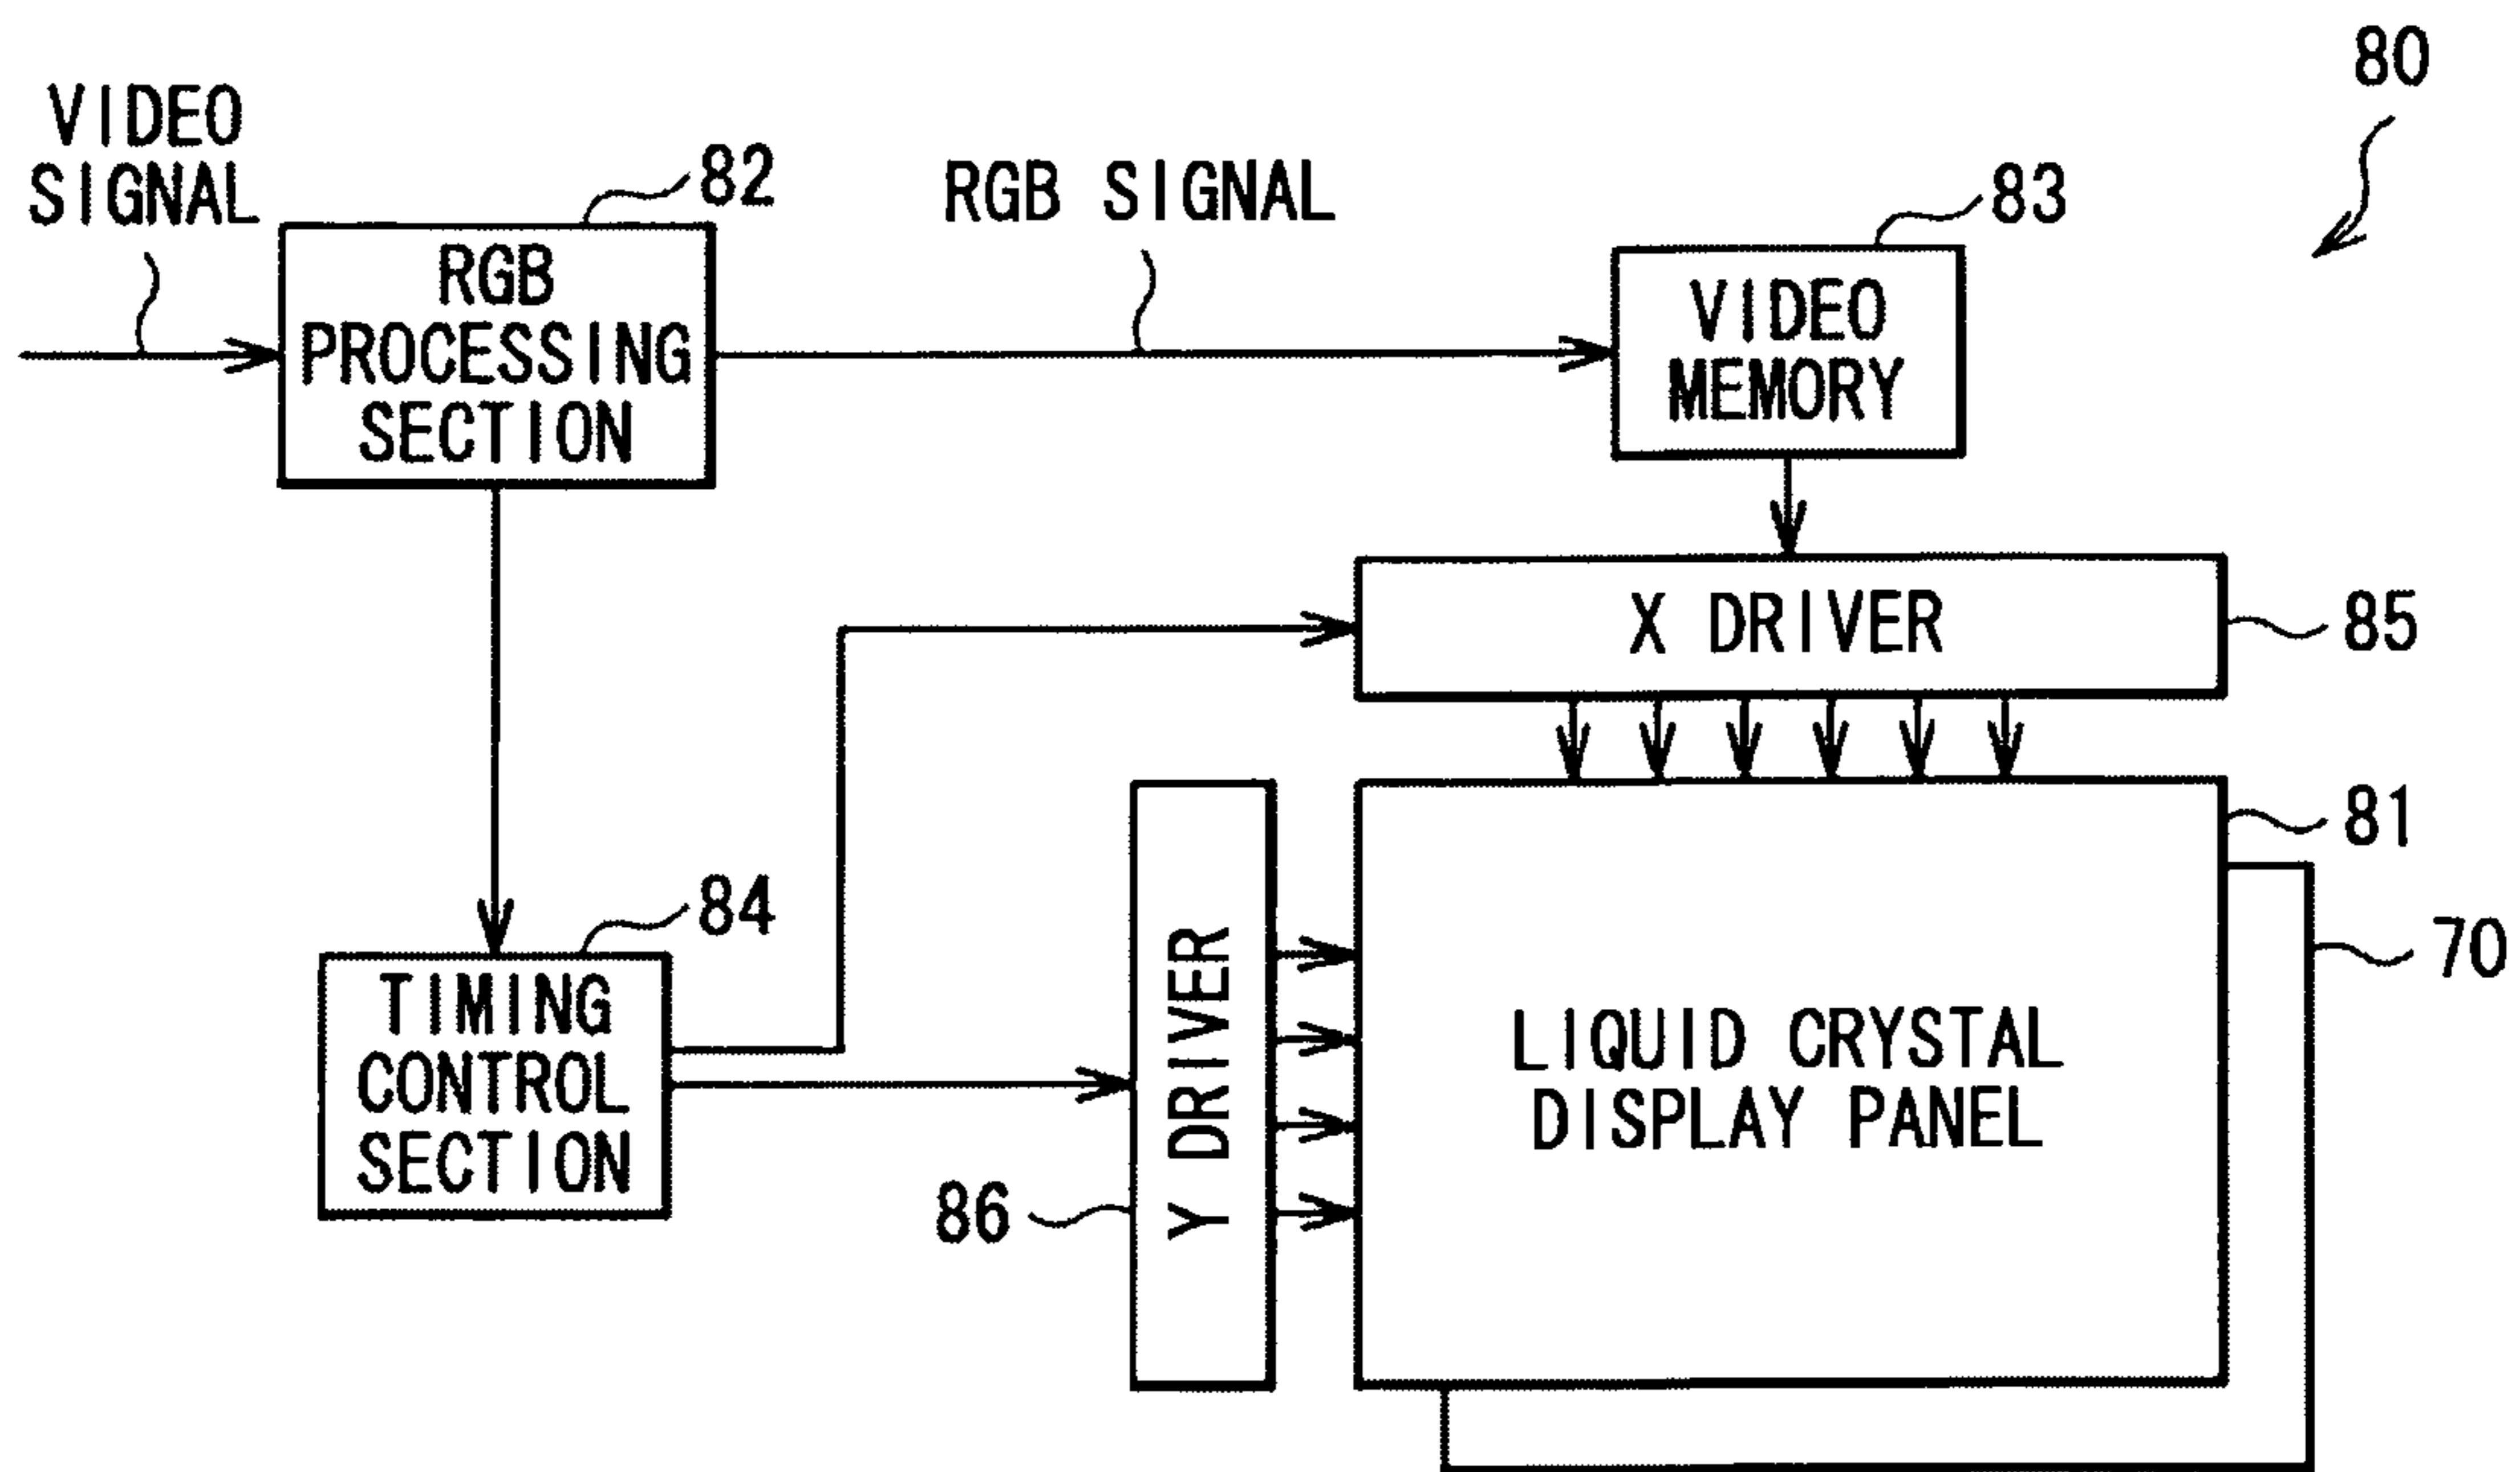 80
VIDEO
SIGNAL
82
RGB SIGNAL
83
RGB
PROCESSING
SECTION
VIDEO
MEMORY
X DRIVER
85
81
84
70
TIMING
CONTROL
SECTION
Y DRIVER
86
LIQUID CRYSTAL
DISPLAY PANEL